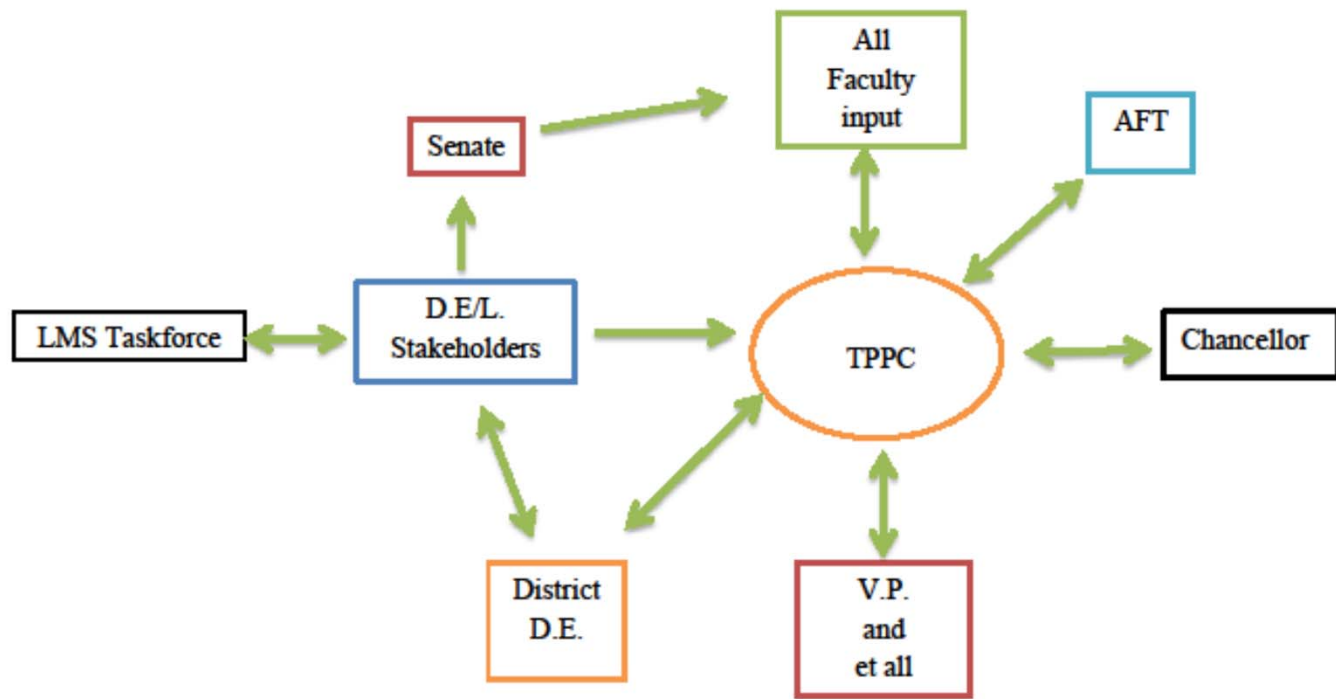 All
Faculty
input
AFT
Senate
D.E/L.
Stakeholders
LMS Taskforce
TPPC
Chancellor
District
D.E.
V.P.
and
et all